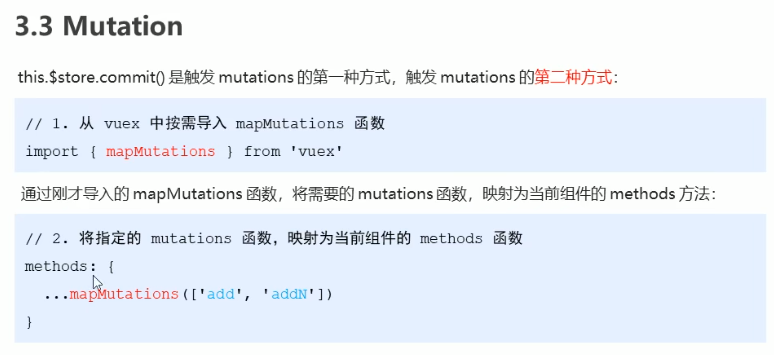 3.3 Mutation
this.$store.commit() 是触发 mutations 的第一种方式，触发 mutations 的第二种方式：
// 1. 从 vuex 中按需导入 mapMutations 函数
import { mapMutations } from 'vuex'
通过刚才导入的 mapMutations 函数，将需要的 mutations 函数，映射为当前组件的 methods 方法：
// 2. 将指定的 mutations 函数，映射为当前组件的 methods 函数
methods: {
...mapMutations(['add', 'addN'])
}